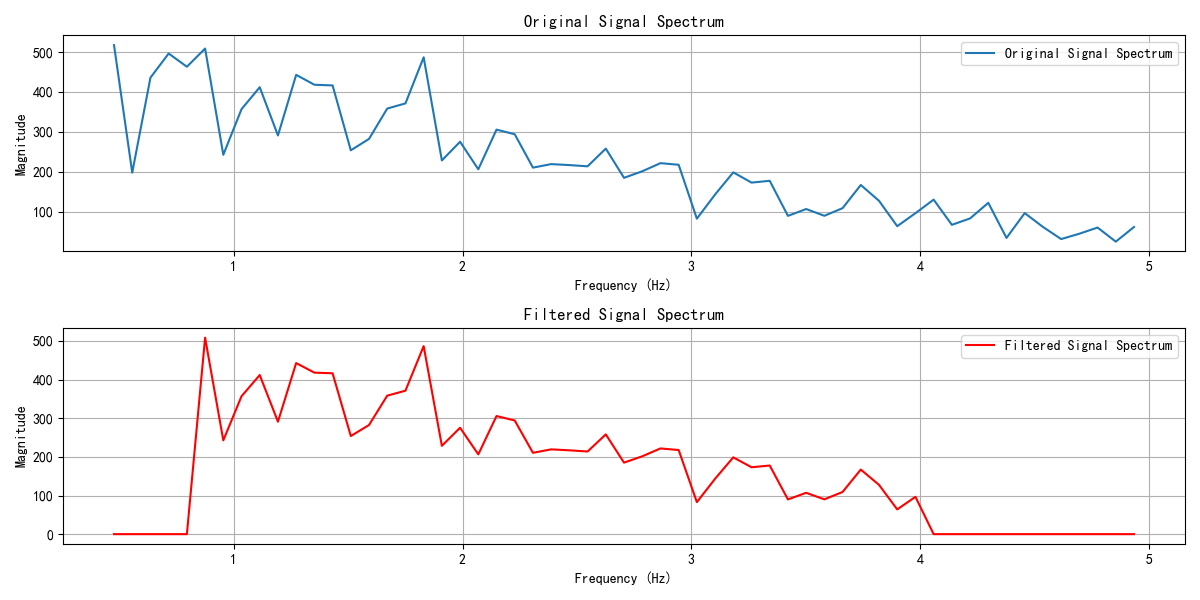 Original Signal Spectrum
500
400
300
200
100
Magnitude
Original Signal Spectrum
1
2
3
4
5
Frequency (Hz)
Filtered Signal Spectrum
500
400
300
200
100
0
Magnitude
Filtered Signal Spectrum
1
2
3
4
5
Frequency (Hz)